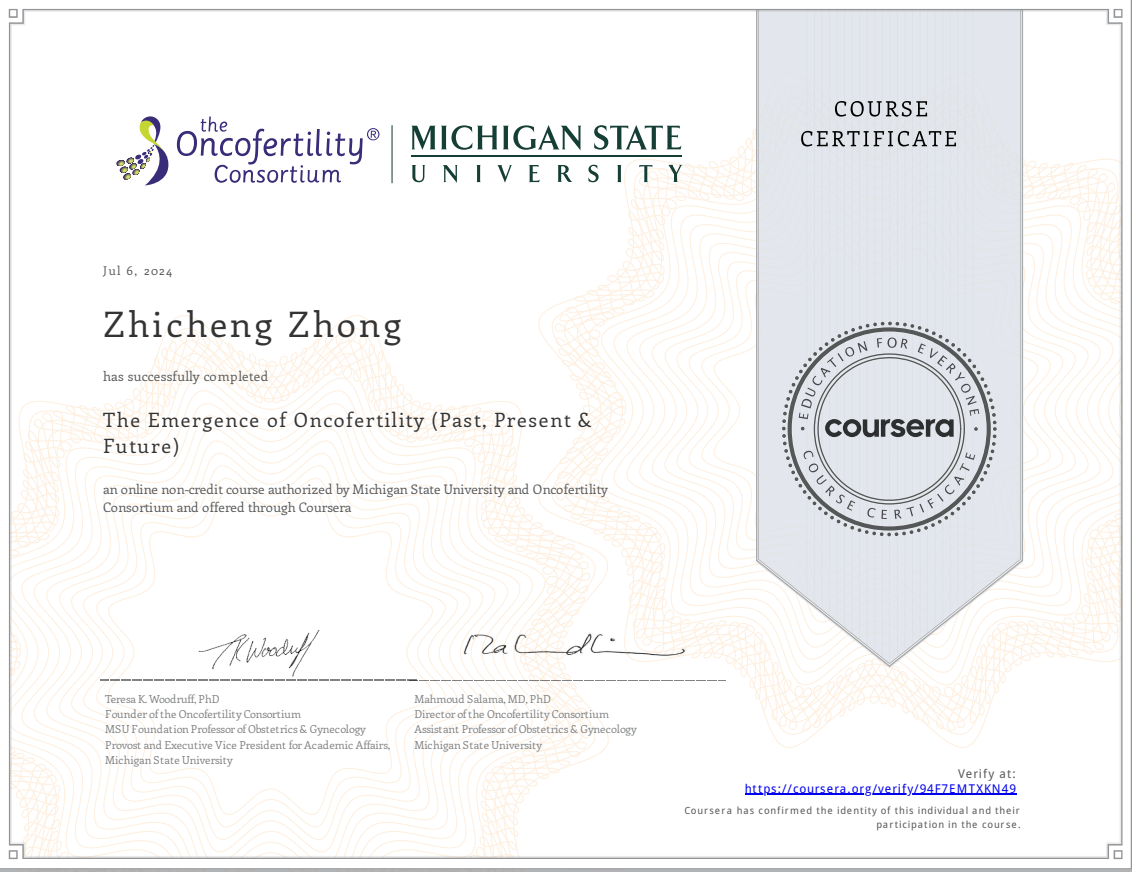 the
Oncofertility®
Consortium
MICHIGAN STATE
UNIVERSITY
COURSE
CERTIFICATE
Jul 6, 2024
Zhicheng Zhong
has successfully completed
The Emergence of Oncofertility (Past, Present &
Future)
an online non-credit course authorized by Michigan State University and Oncofertility
Consortium and offered through Coursera
EDUCATION FOR EVERYONE
coursera
COURSE CERTIFICATE
Teresa K. Woodruff, PhD
Founder of the Oncofertility Consortium
MSU Foundation Professor of Obstetrics & Gynecology
Provost and Executive Vice President for Academic Affairs,
Michigan State University
Mahmoud Salama, MD, PhD
Director of the Oncofertility Consortium
Assistant Professor of Obstetrics & Gynecology
Michigan State University
Verify at:
https://coursera.org/verify/94F7EMTXKN49
Coursera has confirmed the identity of this individual and their
participation in the course.